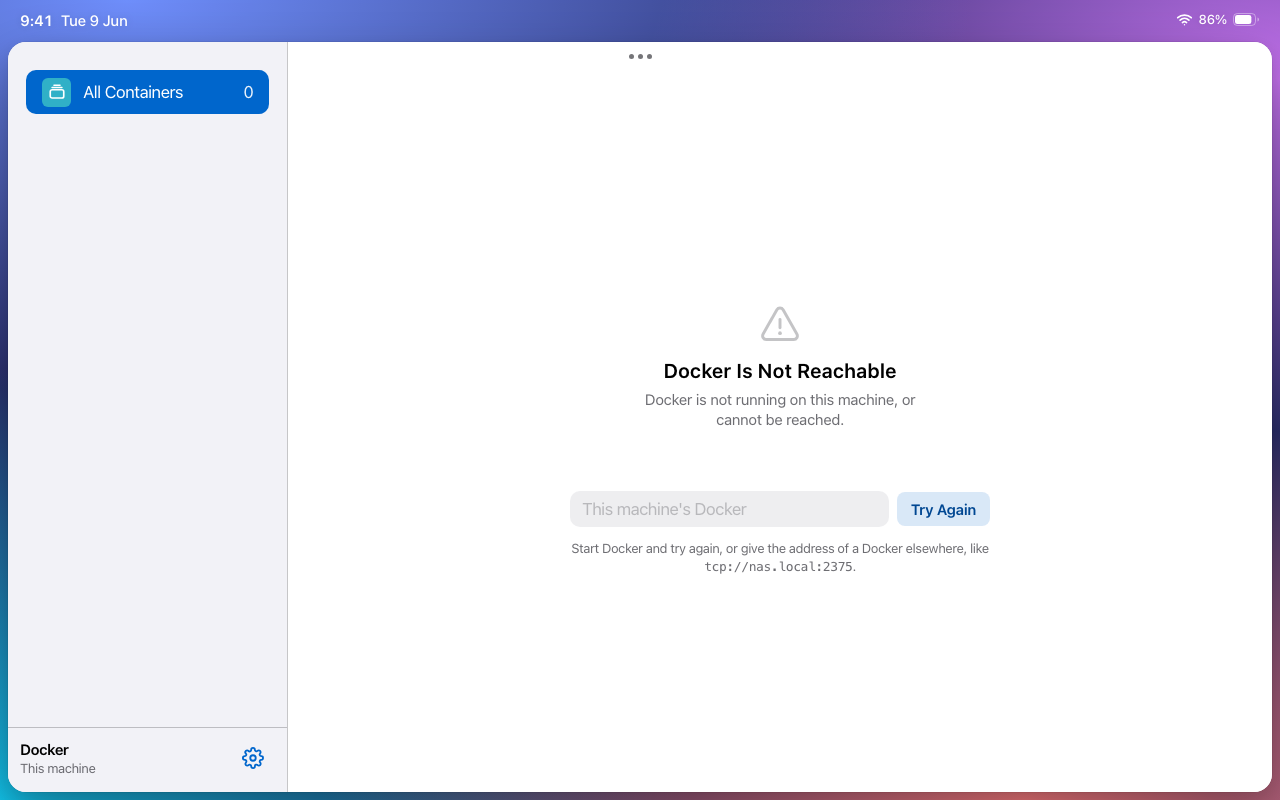 9:41 Tue 9 Jun
86%
All Containers 0
Docker Is Not Reachable
Docker is not running on this machine, or
cannot be reached.
This machine's Docker
Try Again
Start Docker and try again, or give the address of a Docker elsewhere, like
tcp://nas.local:2375.
Docker
This machine